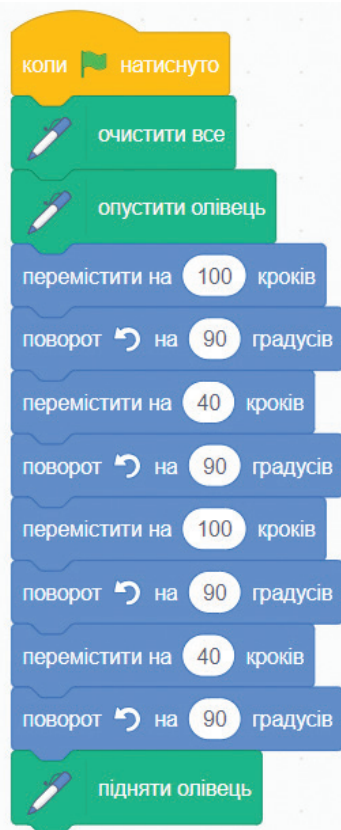 коли натиснуто
очистити все
опустити олівець
перемістити на 100 кроків
поворот на 90 градусів
перемістити на 40 кроків
поворот на 90 градусів
перемістити на 100 кроків
поворот на 90 градусів
перемістити на 40 кроків
поворот на 90 градусів
підняти олівець